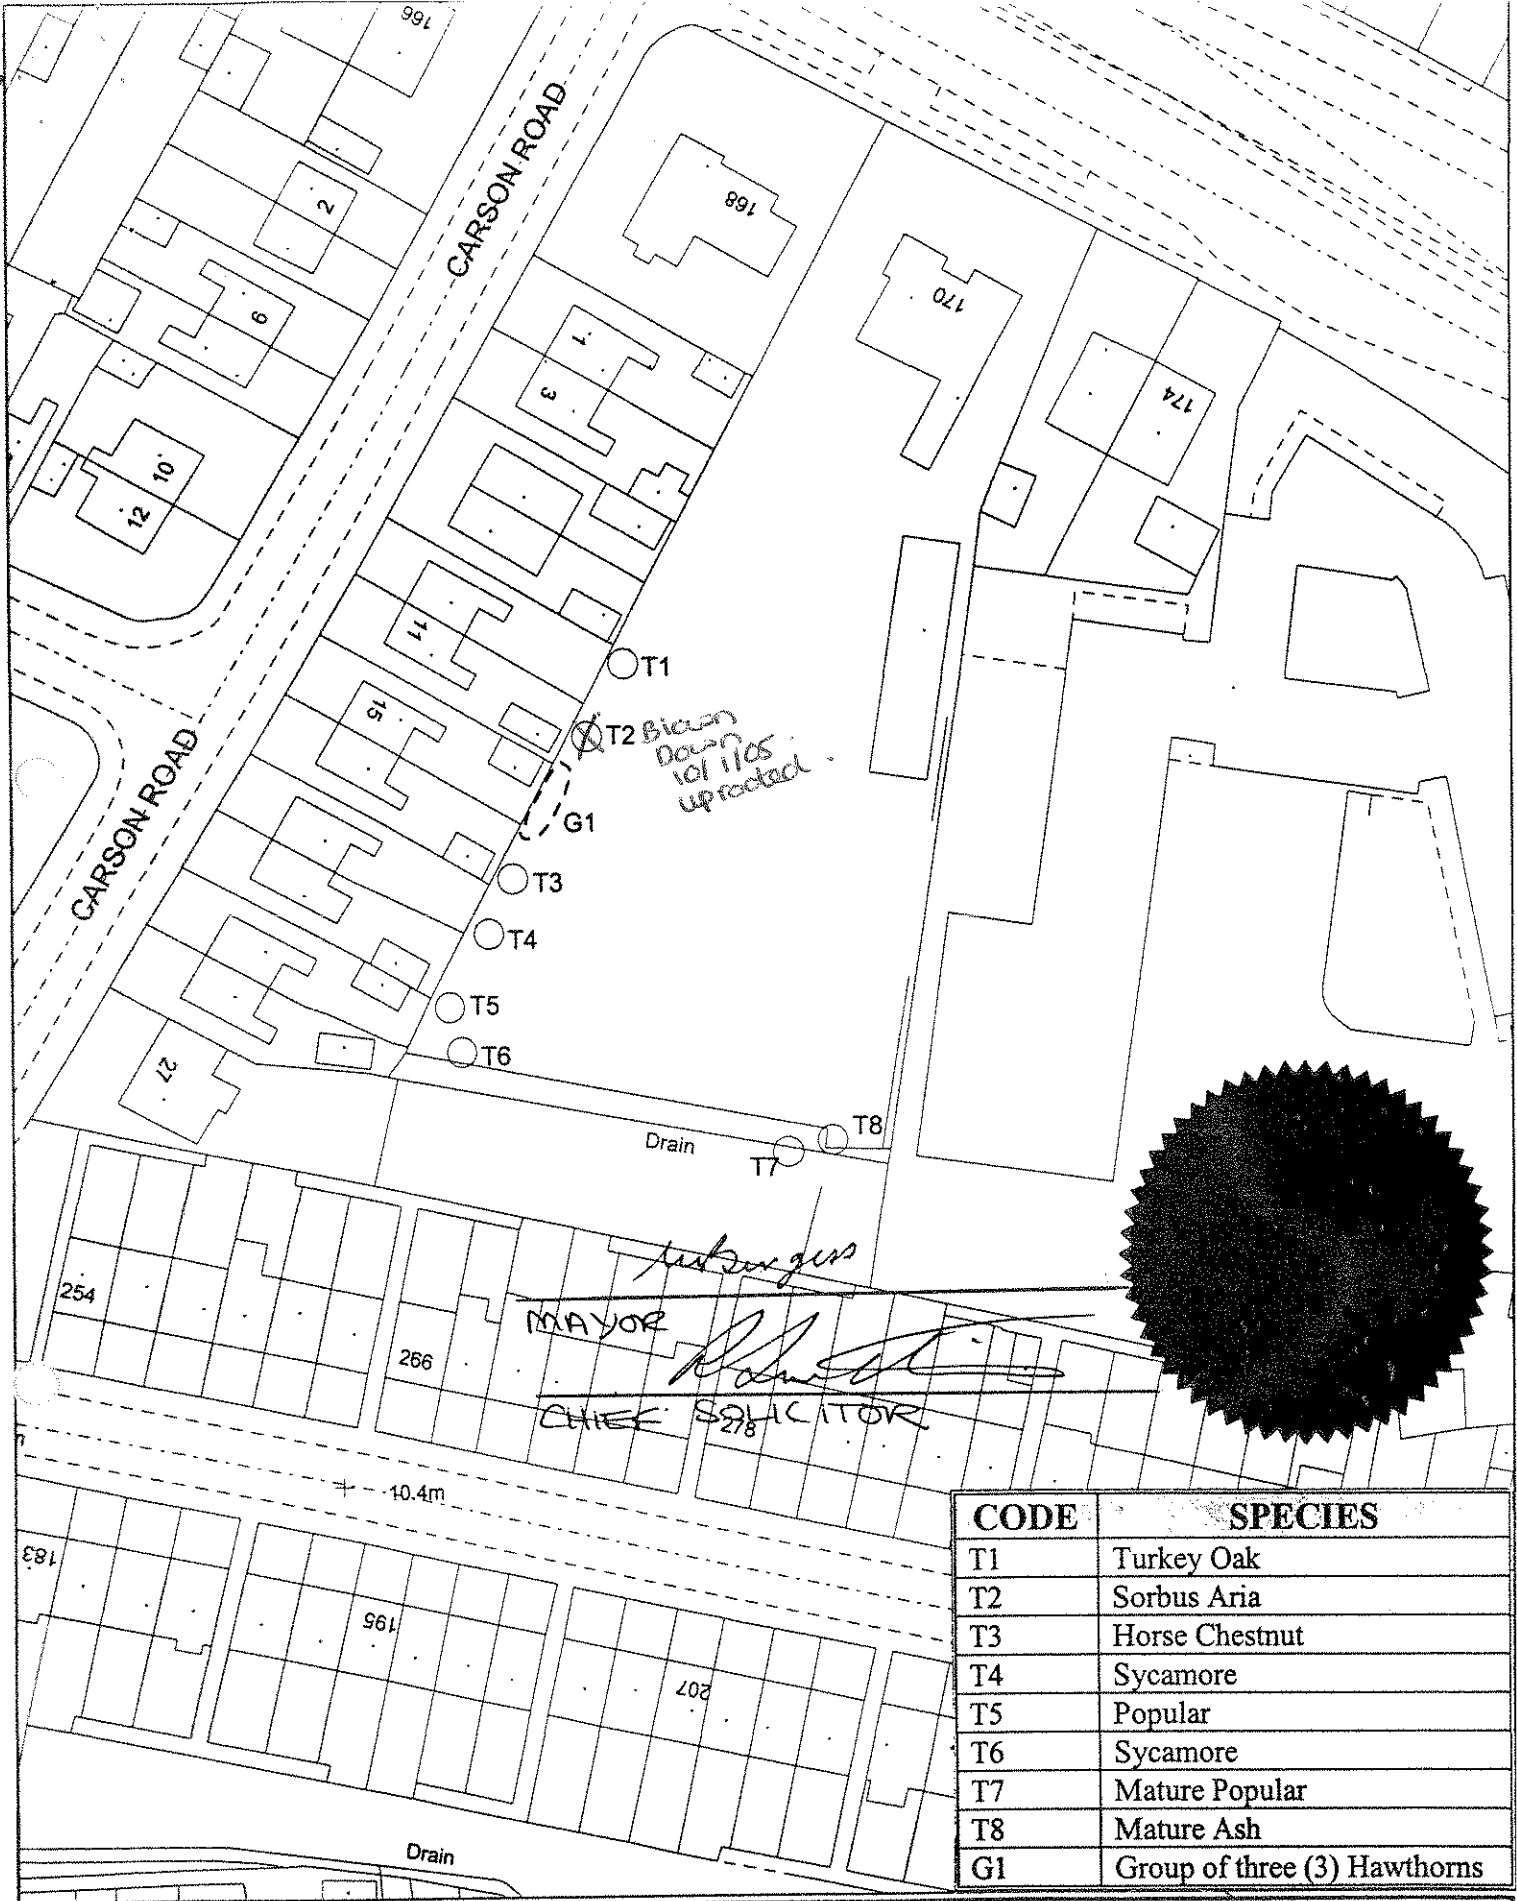 166
CARSON ROAD
168
2
6
170
1
3
174
10
12
11
T1
15
T2 Blown
Down
10/1/05
uprooted.
G1
CARSON ROAD
T3
T4
T5
T6
27
T8
Drain
T7
254
MAYOR
266
CHIEF SOLICITOR
278
10.4m
183
195
207
Drain
CODE SPECIES
T1 Turkey Oak
T2 Sorbus Aria
T3 Horse Chestnut
T4 Sycamore
T5 Popular
T6 Sycamore
T7 Mature Popular
T8 Mature Ash
G1 Group of three (3) Hawthorns